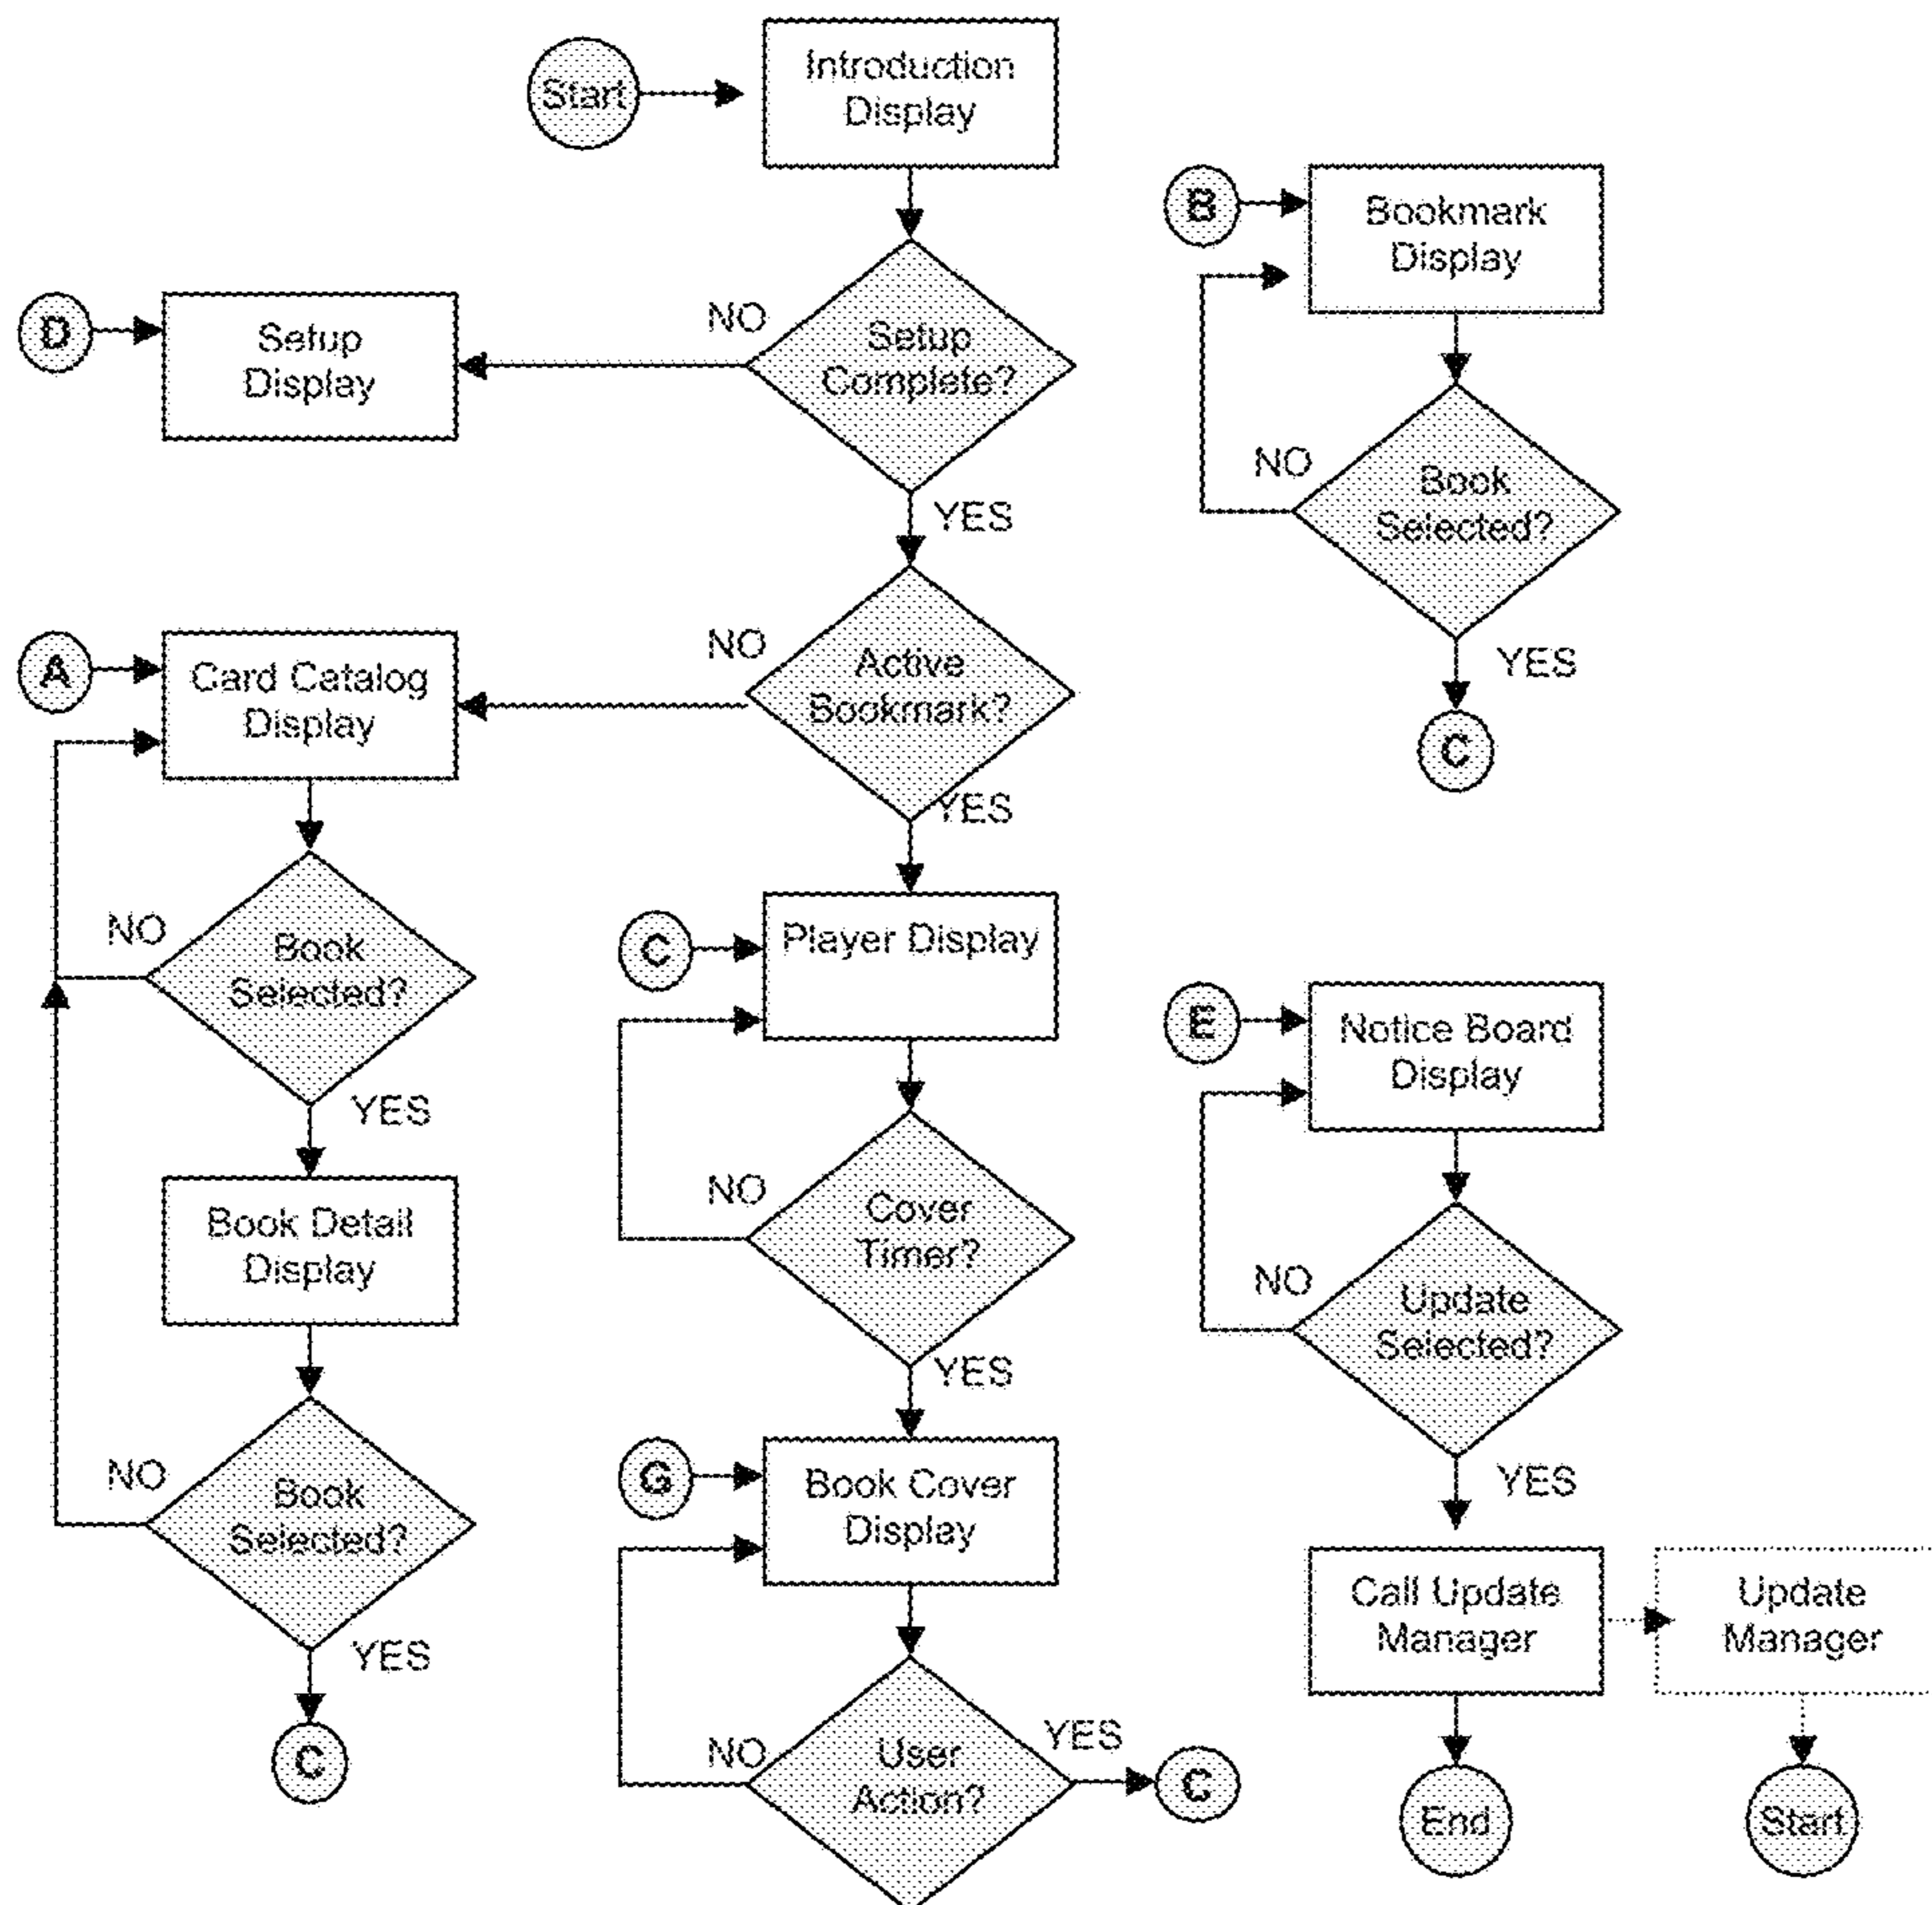 Start
Introduction
Display
B
Bookmark
Display
D
Setup
Display
NO
Setup
Complete?
YES
NO
Book
Selected?
YES
C
A
Card Catalog
Display
NO
Active
Bookmark?
YES
NO
Book
Selected?
YES
C
Player Display
E
Notice Board
Display
Book Detail
Display
NO
Cover
Timer?
YES
NO
Update
Selected?
YES
NO
Book
Selected?
YES
C
G
Book Cover
Display
NO
User
Action?
YES
C
Call Update
Manager
Update
Manager
End
Start